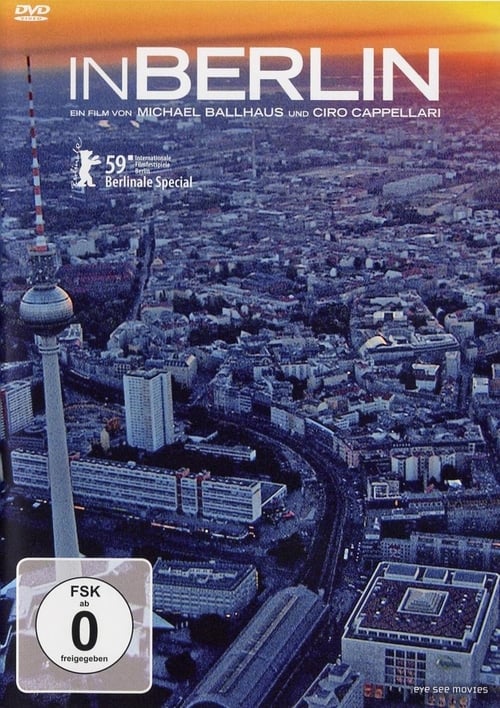 DVD
VIDEO
INBERLIN
EIN FILM VON MICHAEL BALLHAUS UND CIRO CAPPELLARI
Berlinale
59
Internationale
Filmfestspiele
Berlin
Berlinale Special
FSK
ab
0
freigegeben
eye see movies